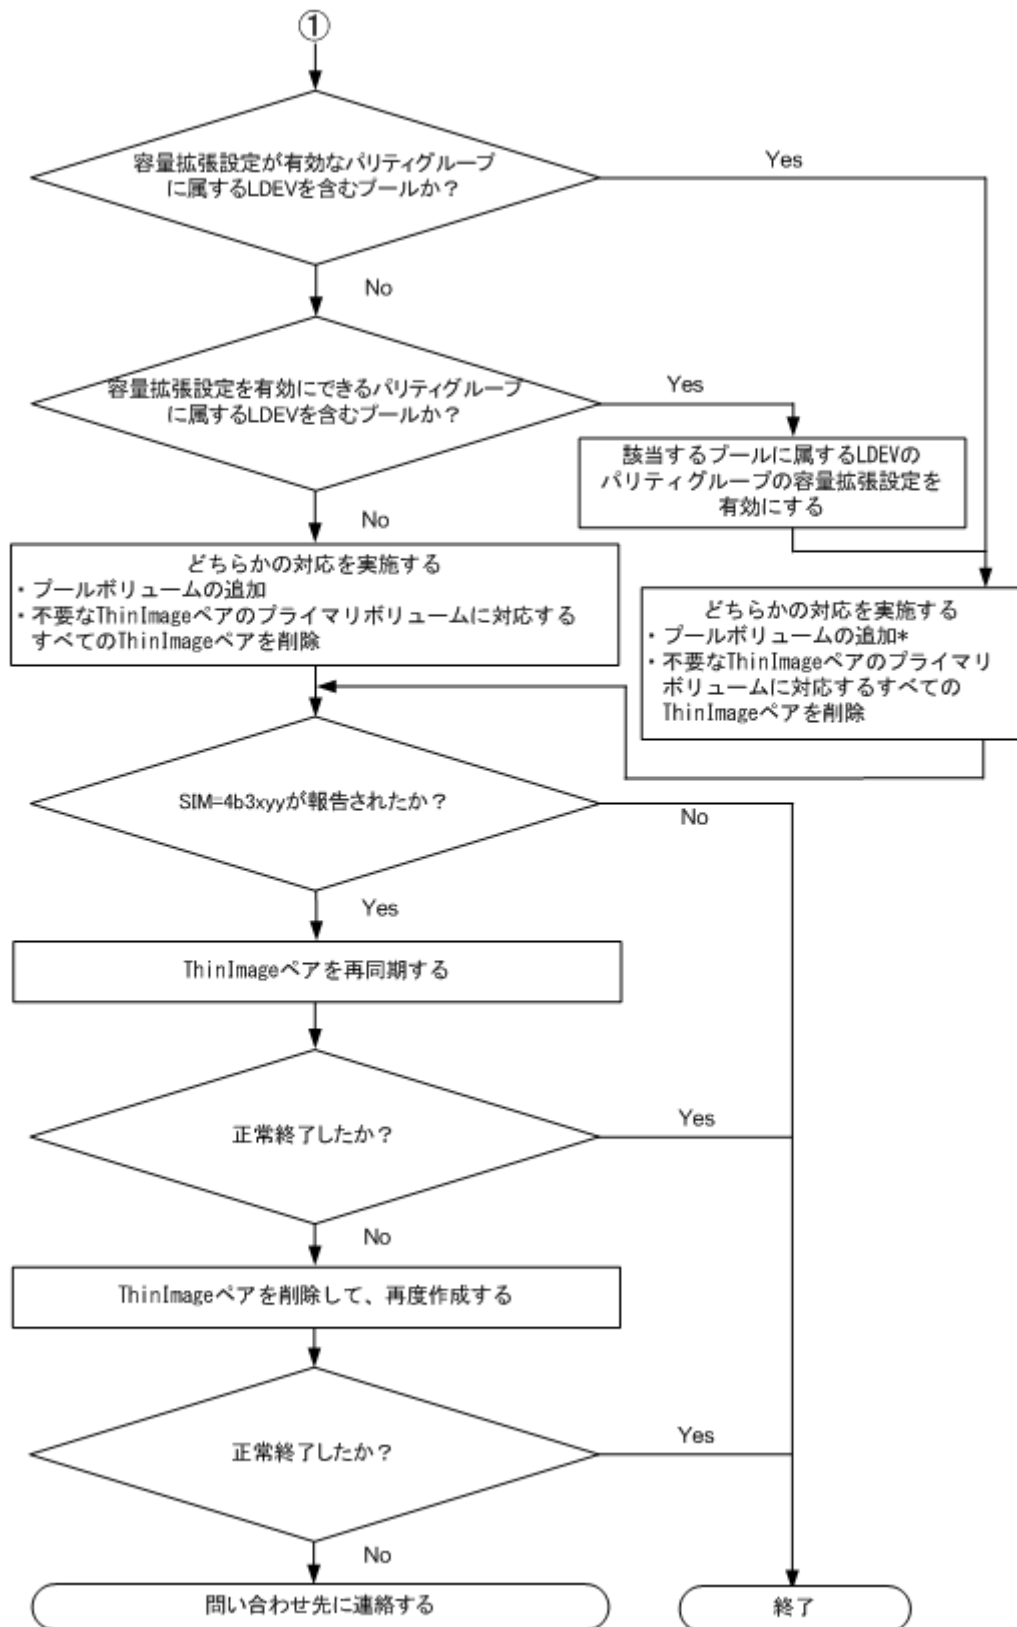 ①
容量拡張設定が有効なパリティグループ
に属するLDEVを含むプールか？
Yes
No
容量拡張設定を有効にできるパリティグループ
に属するLDEVを含むプールか？
Yes
該当するプールに属するLDEVの
パリティグループの容量拡張設定を
有効にする
No
どちらかの対応を実施する
・プールボリュームの追加
・不要なThinImageペアのプライマリボリュームに対応する
すべてのThinImageペアを削除
どちらかの対応を実施する
・プールボリュームの追加*
・不要なThinImageペアのプライマリ
ボリュームに対応するすべての
ThinImageペアを削除
SIM=4b3xyyが報告されたか？
No
Yes
ThinImageペアを再同期する
正常終了したか？
Yes
No
ThinImageペアを削除して、再度作成する
正常終了したか？
Yes
No
問い合わせ先に連絡する
終了